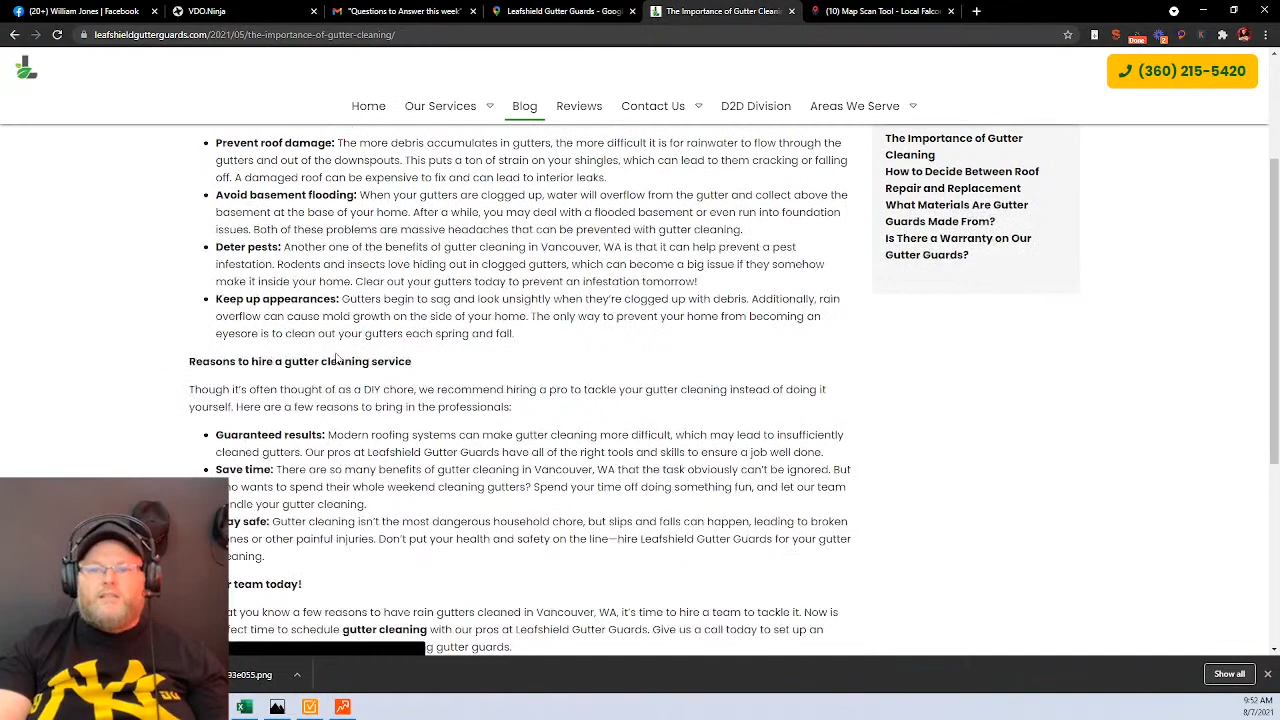 (20+) William Jones | Facebook
VDO.Ninja
"Questions to Answer this week"
Leafshield Gutter Guards - Goog
The Importance of Gutter Cleanin
(10) Map Scan Tool - Local Falco
leafshieldgutterguards.com/2021/05/the-importance-of-gutter-cleaning/
Done
2
(360) 215-5420
Home Our Services Blog Reviews Contact Us D2D Division Areas We Serve
Prevent roof damage: The more debris accumulates in gutters, the more difficult it is for rainwater to flow through the
gutters and out of the downspouts. This puts a ton of strain on your shingles, which can lead to them cracking or falling
off. A damaged roof can be expensive to fix and can lead to interior leaks.
Avoid basement flooding: When your gutters are clogged up, water will overflow from the gutter and collect above the
basement at the base of your home. After a while, you may deal with a flooded basement or even run into foundation
issues. Both of these problems are massive headaches that can be prevented with gutter cleaning.
Deter pests: Another one of the benefits of gutter cleaning in Vancouver, WA is that it can help prevent a pest
infestation. Rodents and insects love hiding out in clogged gutters, which can become a big issue if they somehow
make it inside your home. Clear out your gutters today to prevent an infestation tomorrow!
Keep up appearances: Gutters begin to sag and look unsightly when they're clogged up with debris. Additionally, rain
overflow can cause mold growth on the side of your home. The only way to prevent your home from becoming an
eyesore is to clean out your gutters each spring and fall.
Reasons to hire a gutter cleaning service
Though it's often thought of as a DIY chore, we recommend hiring a pro to tackle your gutter cleaning instead of doing it
yourself. Here are a few reasons to bring in the professionals:
Guaranteed results: Modern roofing systems can make gutter cleaning more difficult, which may lead to insufficiently
cleaned gutters. Our pros at Leafshield Gutter Guards have all of the right tools and skills to ensure a job well done.
Save time: There are so many benefits of gutter cleaning in Vancouver, WA that the task obviously can't be ignored. But
ho wants to spend their whole weekend cleaning gutters? Spend your time off doing something fun, and let our team
ndle your gutter cleaning.
ay safe: Gutter cleaning isn't the most dangerous household chore, but slips and falls can happen, leading to broken
nes or other painful injuries. Don't put your health and safety on the line—hire Leafshield Gutter Guards for your gutter
eaning.
r team today!
at you know a few reasons to have rain gutters cleaned in Vancouver, WA, it's time to hire a team to tackle it. Now is
fect time to schedule gutter cleaning with our pros at Leafshield Gutter Guards. Give us a call today to set up an
g gutter guards.
The Importance of Gutter
Cleaning
How to Decide Between Roof
Repair and Replacement
What Materials Are Gutter
Guards Made From?
Is There a Warranty on Our
Gutter Guards?
93e055.png
Show all
9:52 AM
8/7/2021